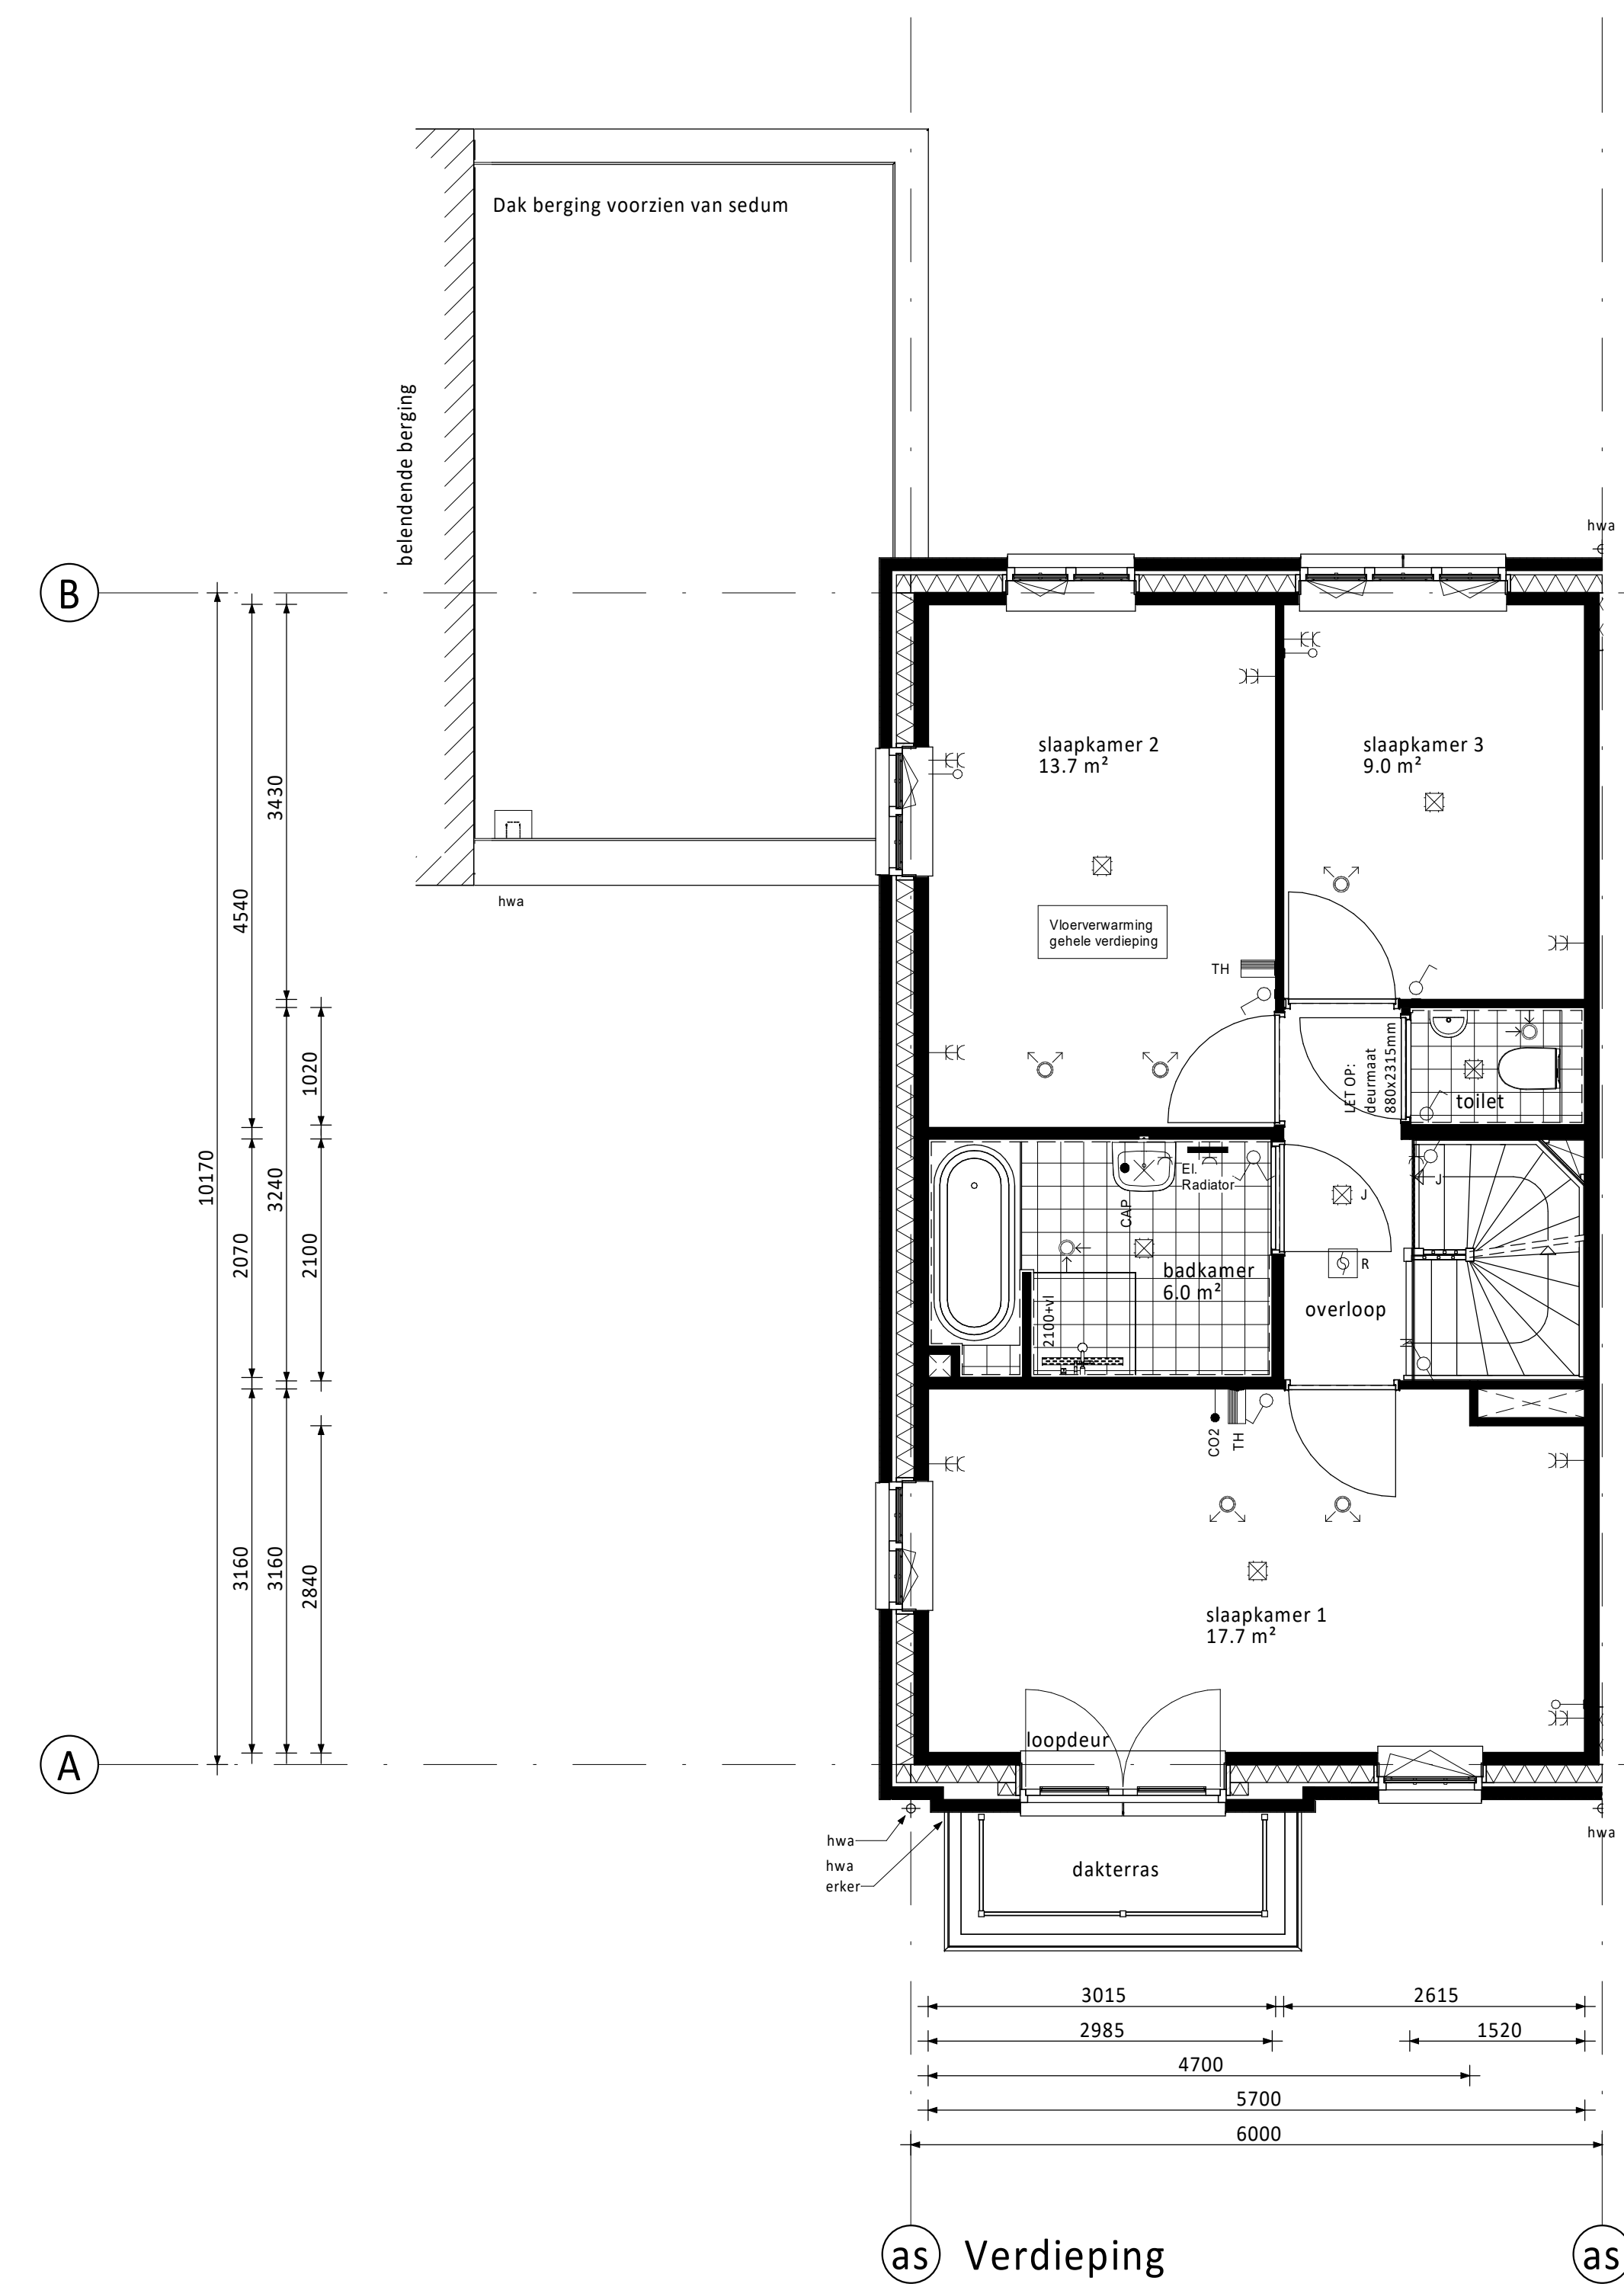 Dak berging voorzien van sedum
belendende berging
hwa
B
hwa
slaapkamer 2
13.7 m²
slaapkamer 3
9.0 m²
Vloerverwarming
gehele verdieping
TH
LET OP:
deurmaat
880x2315mm
toilet
El.
Radiator
CAP
J
J
R
badkamer
6.0 m²
2100+vl
overloop
CO2
TH
slaapkamer 1
17.7 m²
loopdeur
A
hwa
hwa
erker
dakterras
hwa
10170
4540
2070
3160
3430
3240
3160
1020
2100
2840
3015
2615
2985
1520
4700
5700
6000
as
Verdieping
as